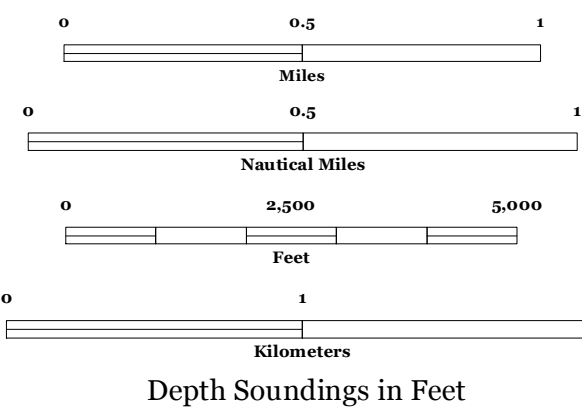 0 0.5 1
Miles
0 0.5 1
Nautical Miles
0 2,500 5,000
Feet
0 1
Kilometers
Depth Soundings in Feet